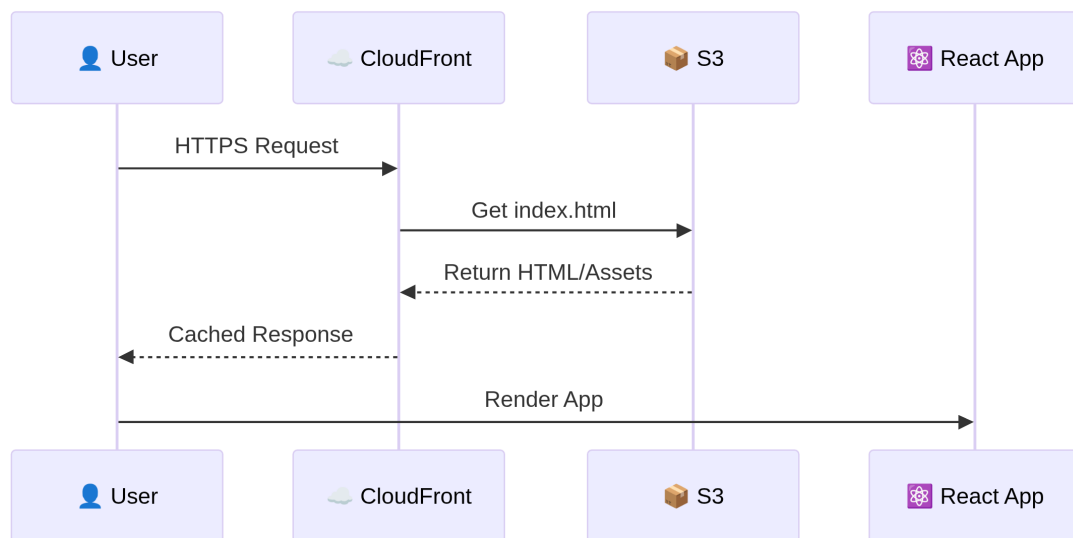 👤 User
☁️ CloudFront
📦 S3
⚛️ React App
HTTPS Request
Get index.html
Return HTML/Assets
Cached Response
Render App
👤 User
☁️ CloudFront
📦 S3
⚛️ React App